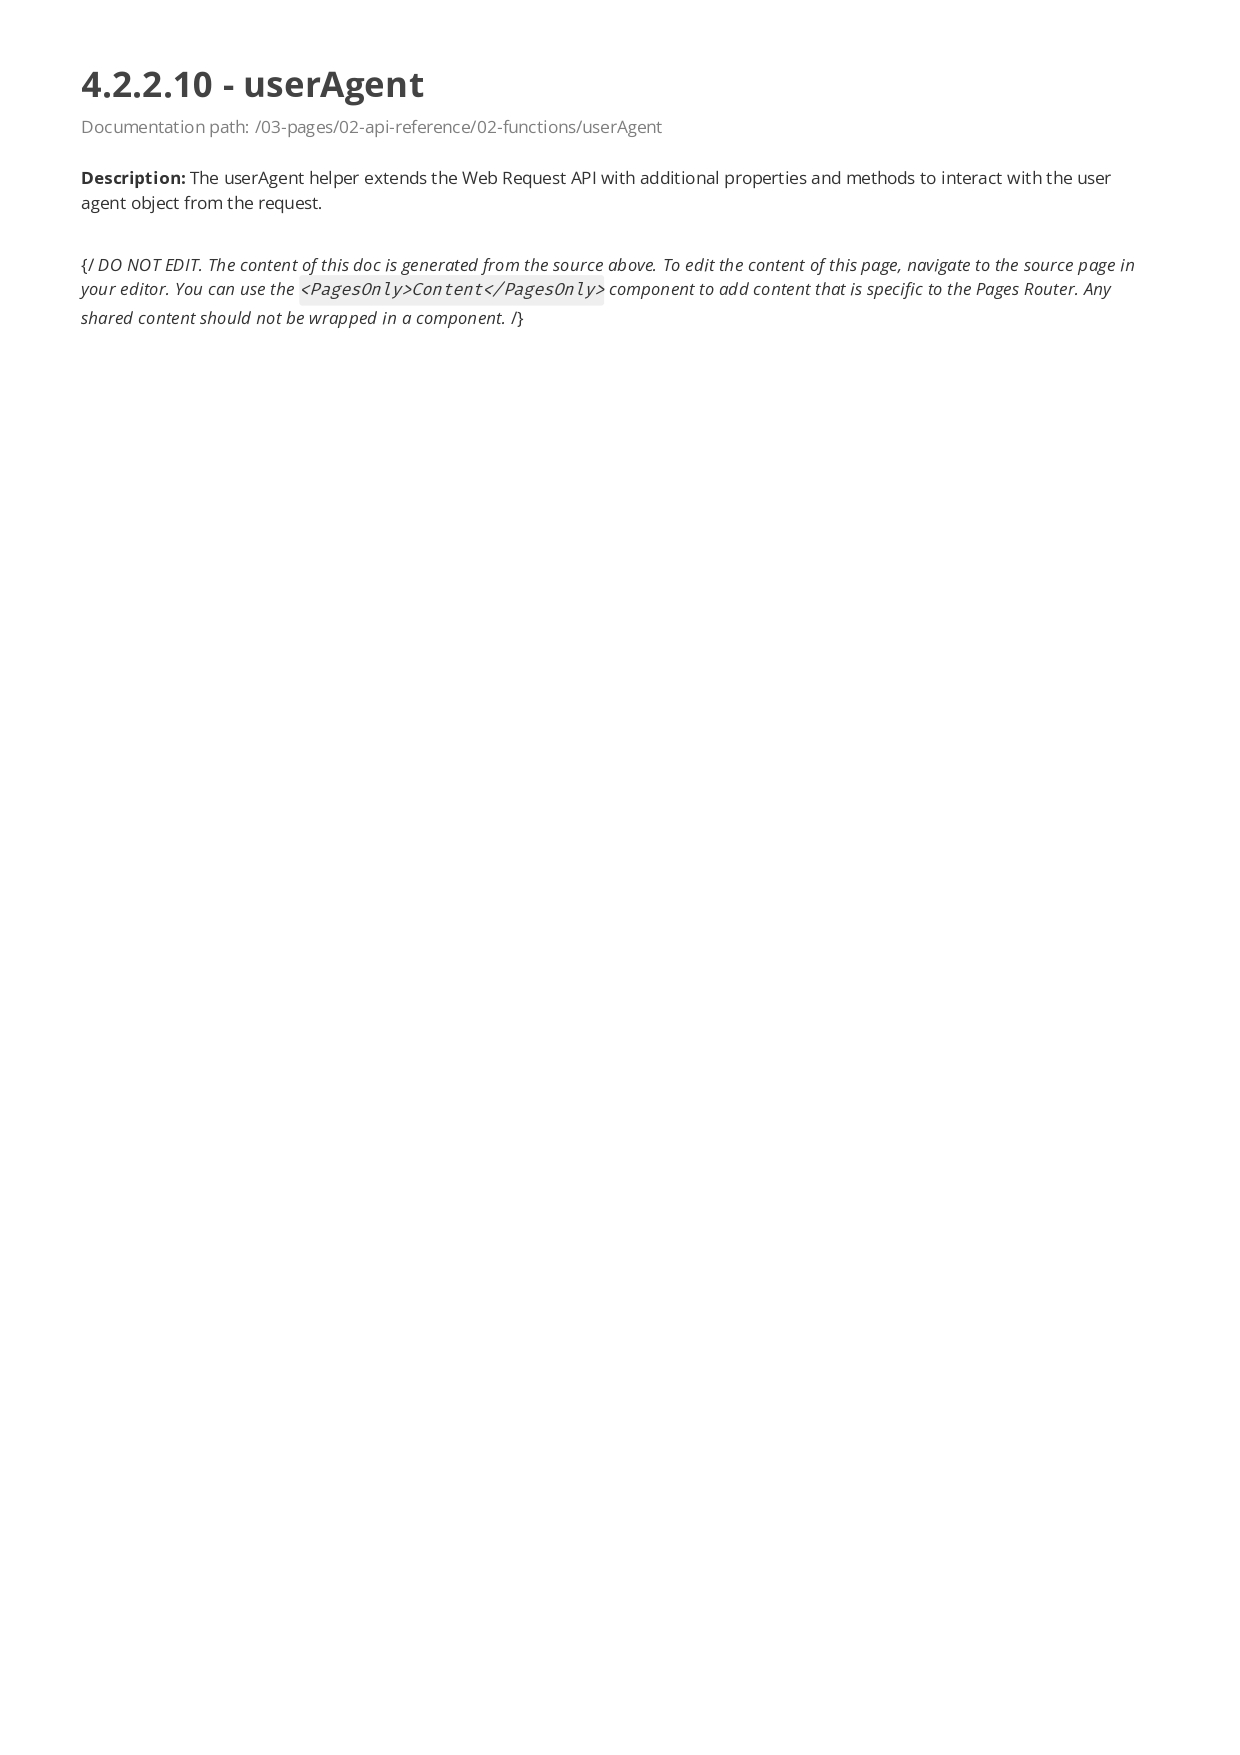 4.2.2.10 - userAgent
Documentation path: /03-pages/02-api-reference/02-functions/userAgent
Description: The userAgent helper extends the Web Request API with additional properties and methods to interact with the user
agent object from the request.
{/ DO NOT EDIT. The content of this doc is generated from the source above. To edit the content of this page, navigate to the source page in
your editor. You can use the <PagesOnly>Content</PagesOnly> component to add content that is specific to the Pages Router. Any
shared content should not be wrapped in a component. /}